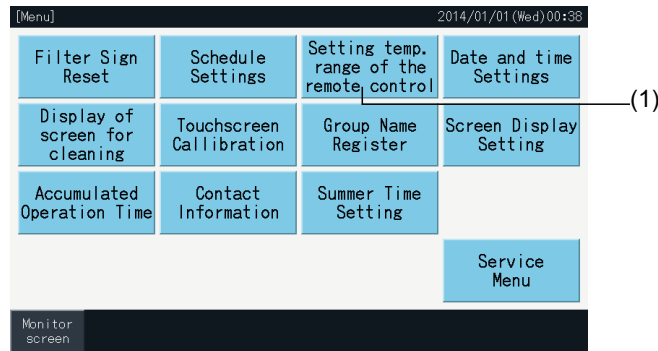 [Menu] 2014/01/01(Wed)00:38
Filter Sign
Reset
Schedule
Settings
Setting temp.
range of the
remote control
Date and time
Settings
(1)
Display of
screen for
cleaning
Touchscreen
Callibration
Group Name
Register
Screen Display
Setting
Accumulated
Operation Time
Contact
Information
Summer Time
Setting
Service
Menu
Monitor
screen